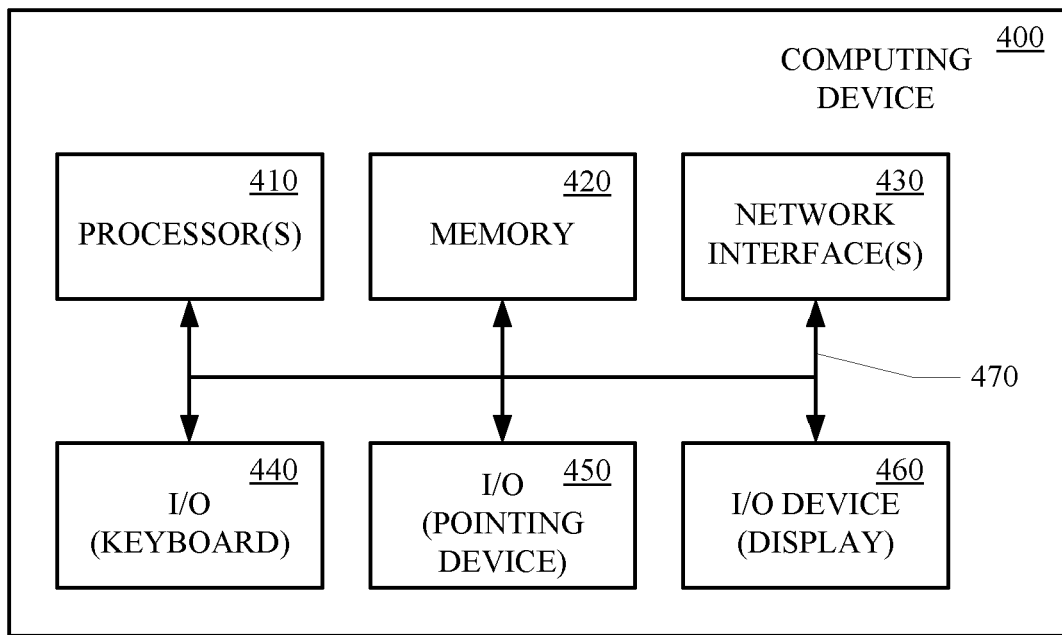 400
COMPUTING
DEVICE
410
PROCESSOR(S)
420
MEMORY
430
NETWORK
INTERFACE(S)
470
440
I/O
(KEYBOARD)
450
I/O
(POINTING
DEVICE)
460
I/O DEVICE
(DISPLAY)